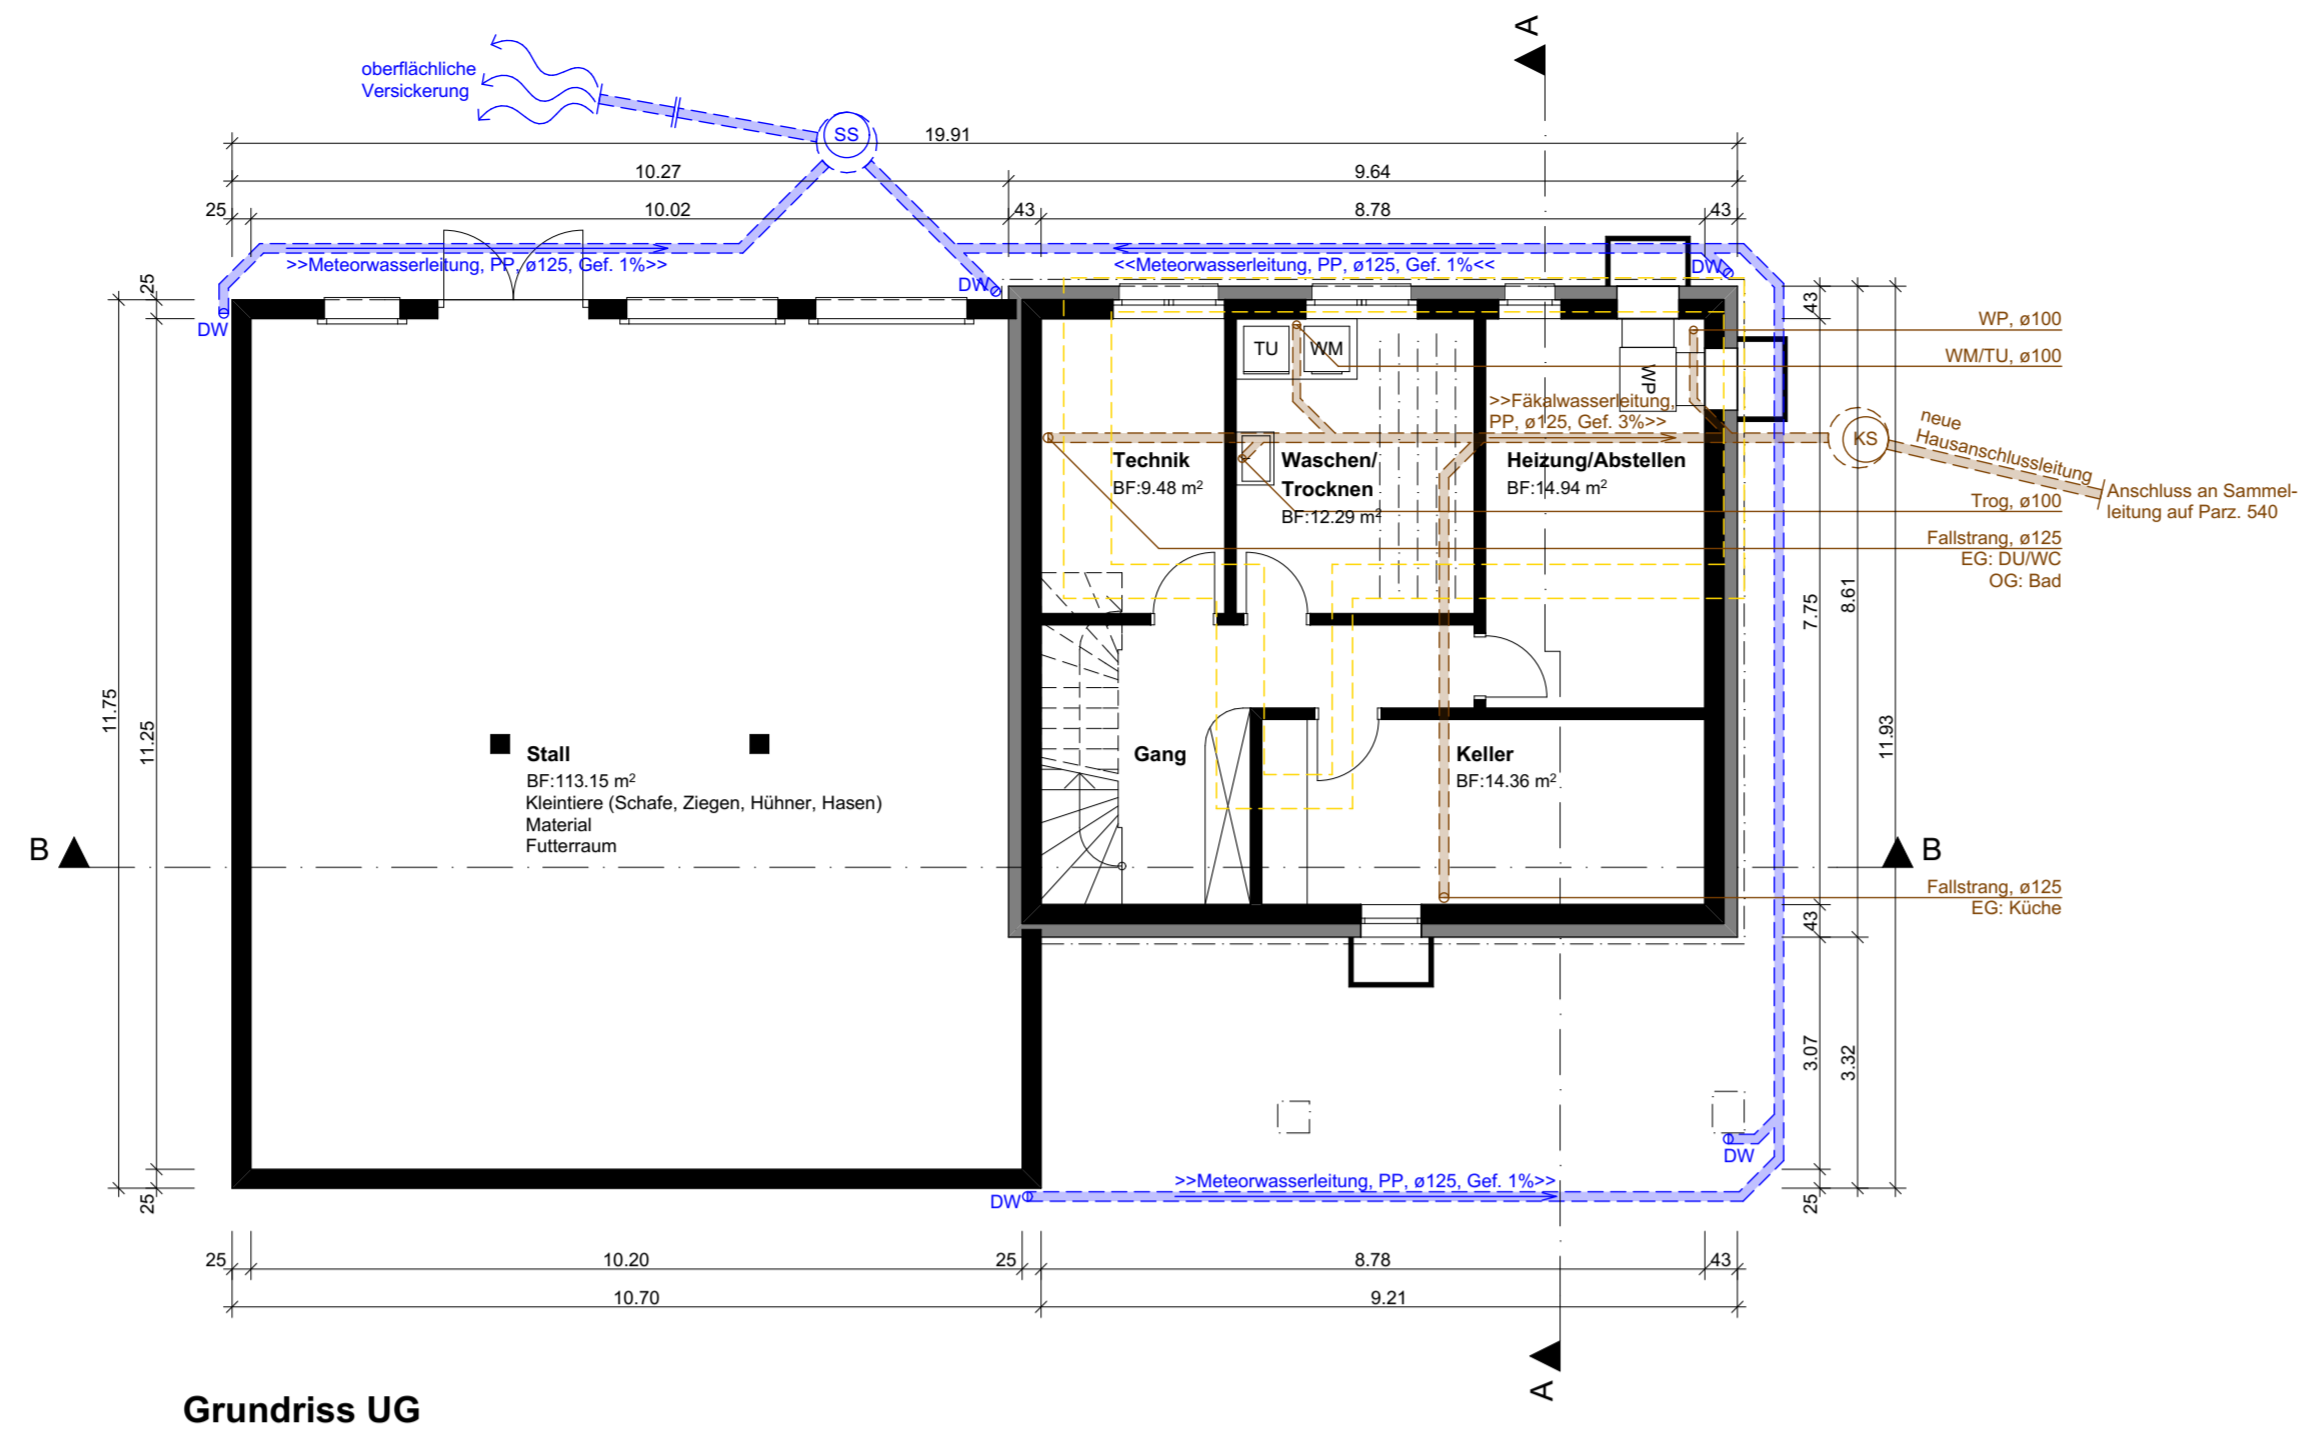 A
oberflächliche
Versickerung
SS
19.91
10.27
9.64
25
10.02
43
8.78
43
>>Meteorwasserleitung, PP, ø125, Gef. 1%>>
<<Meteorwasserleitung, PP, ø125, Gef. 1%<<
DW
DW
DW
25
43
WP, ø100
TU
WM
WM/TU, ø100
WP
>>Fäkalwasserleitung,
PP, ø125, Gef. 3%>>
KS
neue
Hausanschlussleitung
Anschluss an Sammel-
leitung auf Parz. 540
Technik
BF:9.48 m²
Waschen/
Trocknen
BF:12.29 m²
Heizung/Abstellen
BF:14.94 m²
Trog, ø100
Fallstrang, ø125
EG: DU/WC
OG: Bad
7.75
8.61
11.93
11.75
11.25
Stall
BF:113.15 m²
Kleintiere (Schafe, Ziegen, Hühner, Hasen)
Material
Futterraum
Gang
Keller
BF:14.36 m²
B
B
Fallstrang, ø125
EG: Küche
43
3.07
3.32
DW
>>Meteorwasserleitung, PP, ø125, Gef. 1%>>
DW
25
25
25
10.20
25
8.78
43
10.70
9.21
A
Grundriss UG